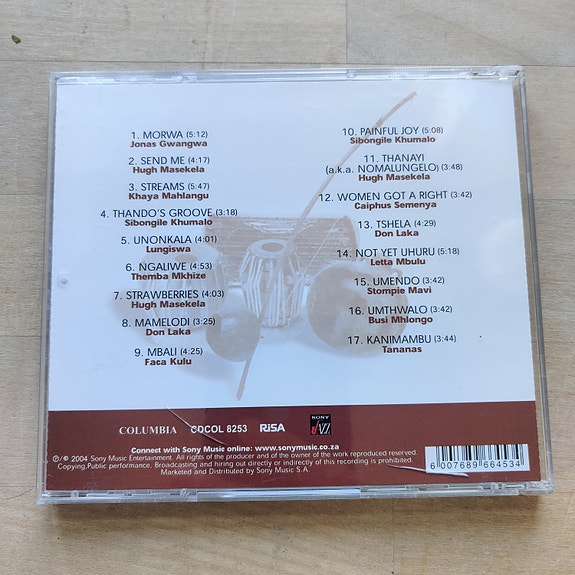 1. MORWA (5:12)
Jonas Gwangwa
2. SEND ME (4:17)
Hugh Masekela
3. STREAMS (5:47)
Khaya Mahlangu
4. THANDO'S GROOVE (3:18)
Sibongile Khumalo
5. UNONKALA (4:01)
Lungiswa
6. NGALIWE (4:53)
Themba Mkhize
7. STRAWBERRIES (4:03)
Hugh Masekela
8. MAMELODI (3:25)
Don Laka
9. MBALI (4:25)
Faca Kulu
10. PAINFUL JOY (5:08)
Sibongile Khumalo
11. THANAYI
(a.k.a. NOMALUNGELO) (3:48)
Hugh Masekela
12. WOMEN GOT A RIGHT (3:42)
Caiphus Semenya
13. TSHELA (4:29)
Don Laka
14. NOT YET UHURU (5:18)
Letta Mbulu
15. UMENDO (3:42)
Stompie Mavi
16. UMTHWALO (3:42)
Busi Mhlongo
17. KANIMAMBU (3:44)
Tananas
COLUMBIA CDCOL 8253 RiSA SONY JAZZ
Connect with Sony Music online: www.sonymusic.co.za
℗/© 2004 Sony Music Entertainment. All rights of the producer and of the owner of the work reproduced reserved.
Copying,Public performance, Broadcasting and hiring out directly or indirectly of this recording is prohibited.
Marketed and Distributed by Sony Music S.A.
6 007689 664534